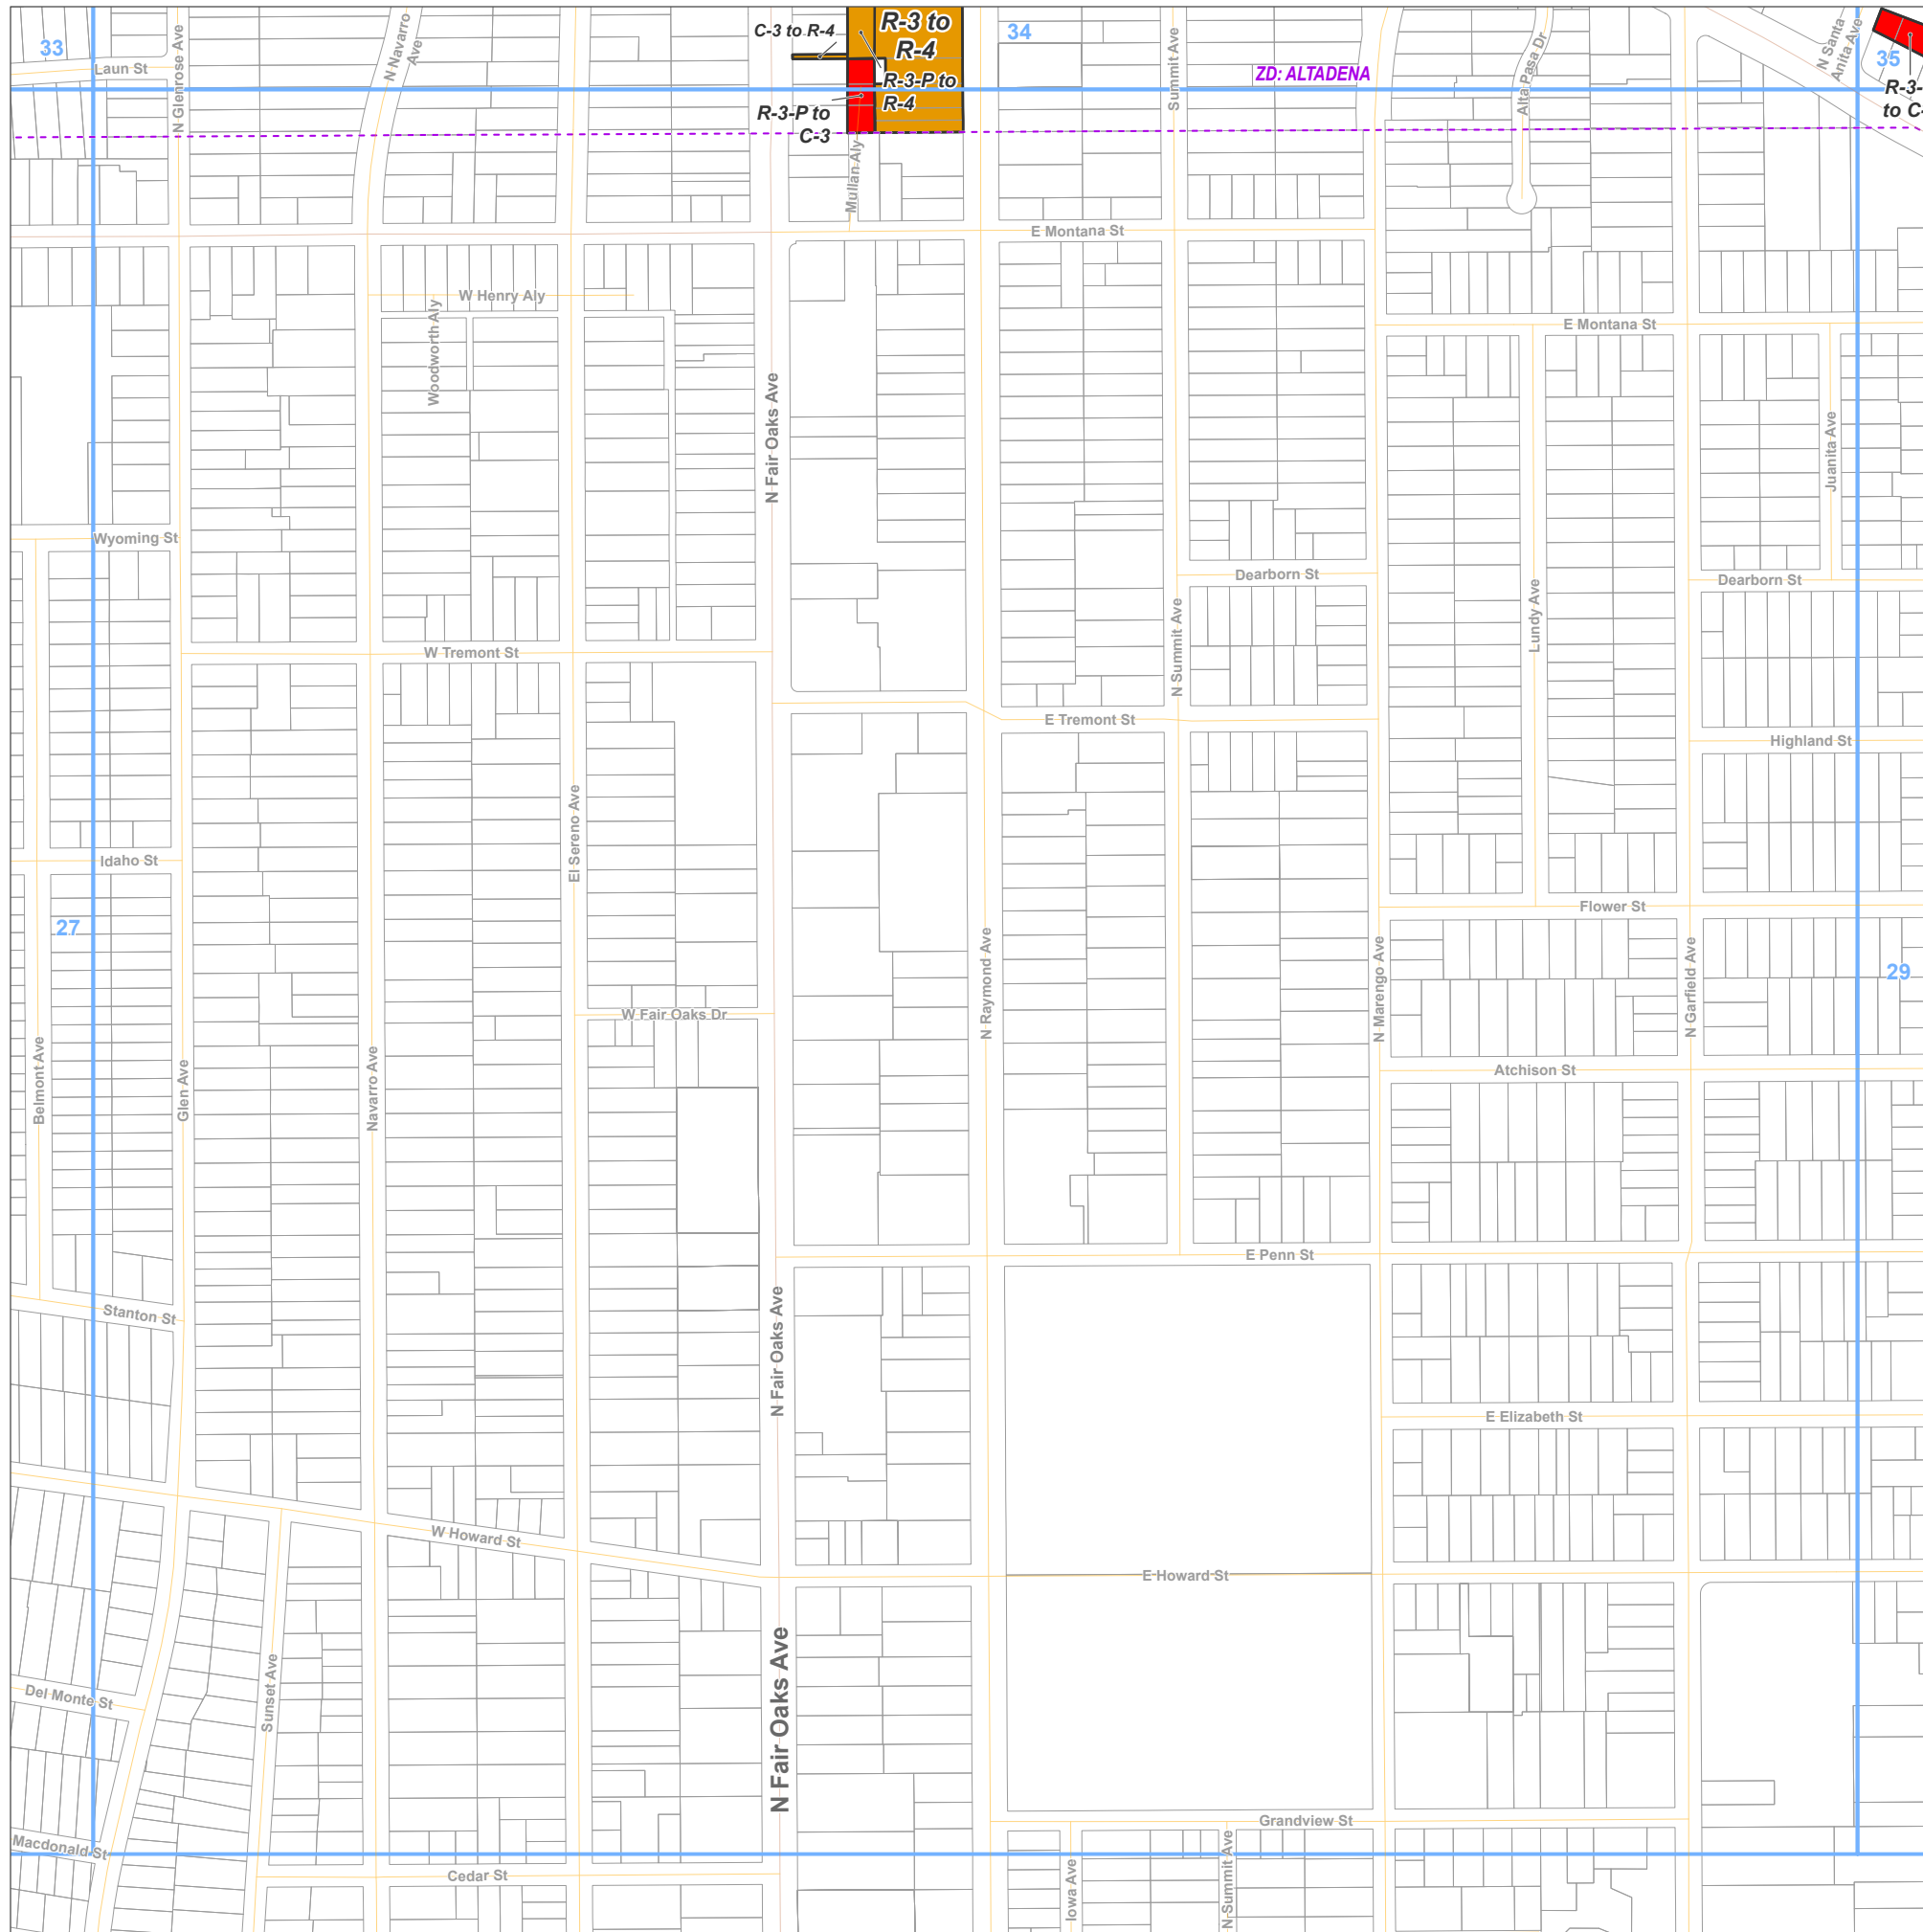 33
Laun St
N Glenrose Ave
N Navarro
Ave
C-3 to R-4
R-3 to
R-4
R-3-P to
R-4
R-3-P to
C-3
Mullan Aly
34
Summit Ave
ZD: ALTADENA
Alta Pasa Dr
N Santa
Anita Ave
35
R-3-
to C-
E Montana St
W Henry Aly
Woodworth Aly
N Fair Oaks Ave
E Montana St
Juanita Ave
Wyoming St
Dearborn St
Dearborn St
N Summit Ave
Lundy Ave
W Tremont St
E Tremont St
Highland St
El Sereno Ave
Idaho St
27
Flower St
29
N Raymond Ave
N Marengo Ave
N Garfield Ave
W Fair Oaks Dr
Belmont Ave
Glen Ave
Navarro Ave
Atchison St
E Penn St
Stanton St
N Fair Oaks Ave
E Elizabeth St
W Howard St
E Howard St
Sunset Ave
Del Monte St
N Fair Oaks Ave
Grandview St
Macdonald St
Cedar St
Iowa Ave
N Summit Ave